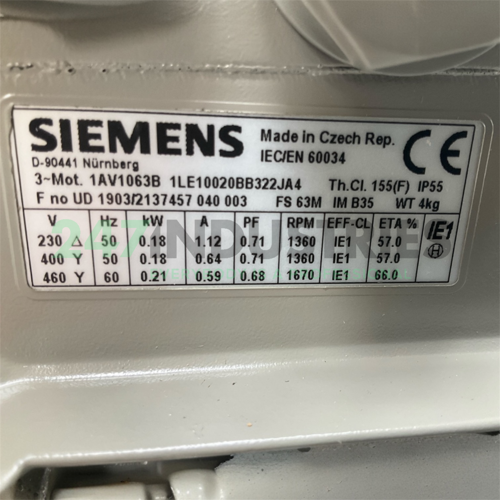 SIEMENS Made in Czech Rep. CE
D-90441 Nürnberg IEC/EN 60034
3~Mot. 1AV1063B 1LE10020BB322JA4 Th.Cl. 155(F) IP55
F no UD 1903/2137457 040 003 FS 63M IM B35 WT 4kg
V Hz kW A PF RPM EFF-CL ETA % IE1
230 △ 50 0.18 1.12 0.71 1360 IE1 57.0
400 Y 50 0.18 0.64 0.71 1360 IE1 57.0 H
460 Y 60 0.21 0.59 0.68 1670 IE1 66.0
247 INDUSTRIE